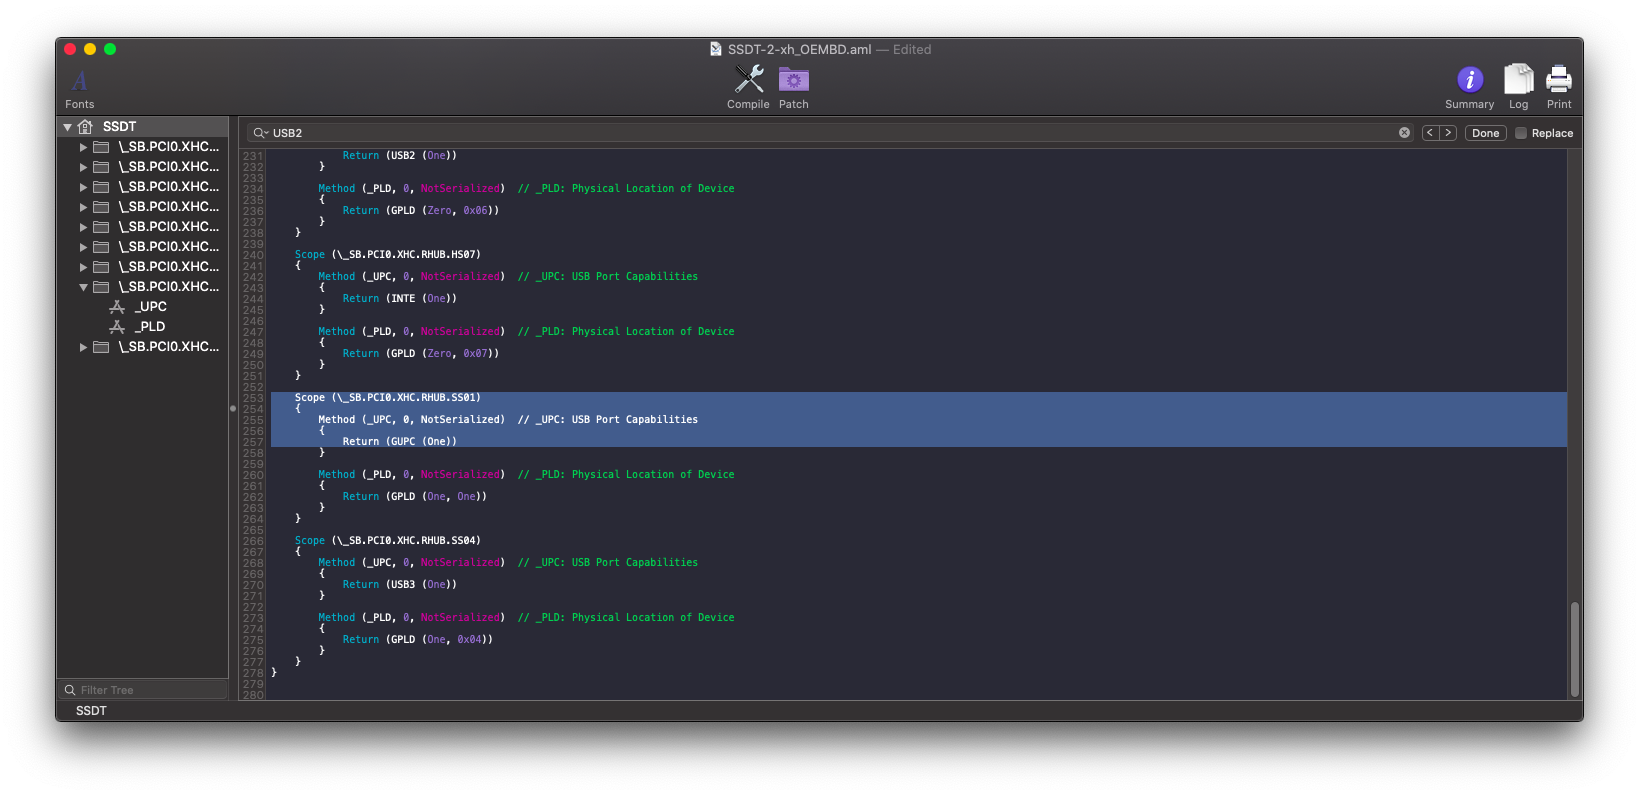 SSDT-2-xh_OEMBD.aml — Edited
A
Fonts
Compile
Patch
i
Summary
Log
Print
SSDT
\_SB.PCI0.XHC...
\_SB.PCI0.XHC...
\_SB.PCI0.XHC...
\_SB.PCI0.XHC...
\_SB.PCI0.XHC...
\_SB.PCI0.XHC...
\_SB.PCI0.XHC...
\_SB.PCI0.XHC...
_UPC
_PLD
\_SB.PCI0.XHC...
Filter Tree
SSDT
USB2
< > Done Replace
231 Return (USB2 (One))
232 }
233
234 Method (_PLD, 0, NotSerialized) // _PLD: Physical Location of Device
235 {
236 Return (GPLD (Zero, 0x06))
237 }
238 }
239
240 Scope (\_SB.PCI0.XHC.RHUB.HS07)
241 {
242 Method (_UPC, 0, NotSerialized) // _UPC: USB Port Capabilities
243 {
244 Return (INTE (One))
245 }
246
247 Method (_PLD, 0, NotSerialized) // _PLD: Physical Location of Device
248 {
249 Return (GPLD (Zero, 0x07))
250 }
251 }
252
253 Scope (\_SB.PCI0.XHC.RHUB.SS01)
254 {
255 Method (_UPC, 0, NotSerialized) // _UPC: USB Port Capabilities
256 {
257 Return (GUPC (One))
258 }
259
260 Method (_PLD, 0, NotSerialized) // _PLD: Physical Location of Device
261 {
262 Return (GPLD (One, One))
263 }
264 }
265
266 Scope (\_SB.PCI0.XHC.RHUB.SS04)
267 {
268 Method (_UPC, 0, NotSerialized) // _UPC: USB Port Capabilities
269 {
270 Return (USB3 (One))
271 }
272
273 Method (_PLD, 0, NotSerialized) // _PLD: Physical Location of Device
274 {
275 Return (GPLD (One, 0x04))
276 }
277 }
278 }
279
280